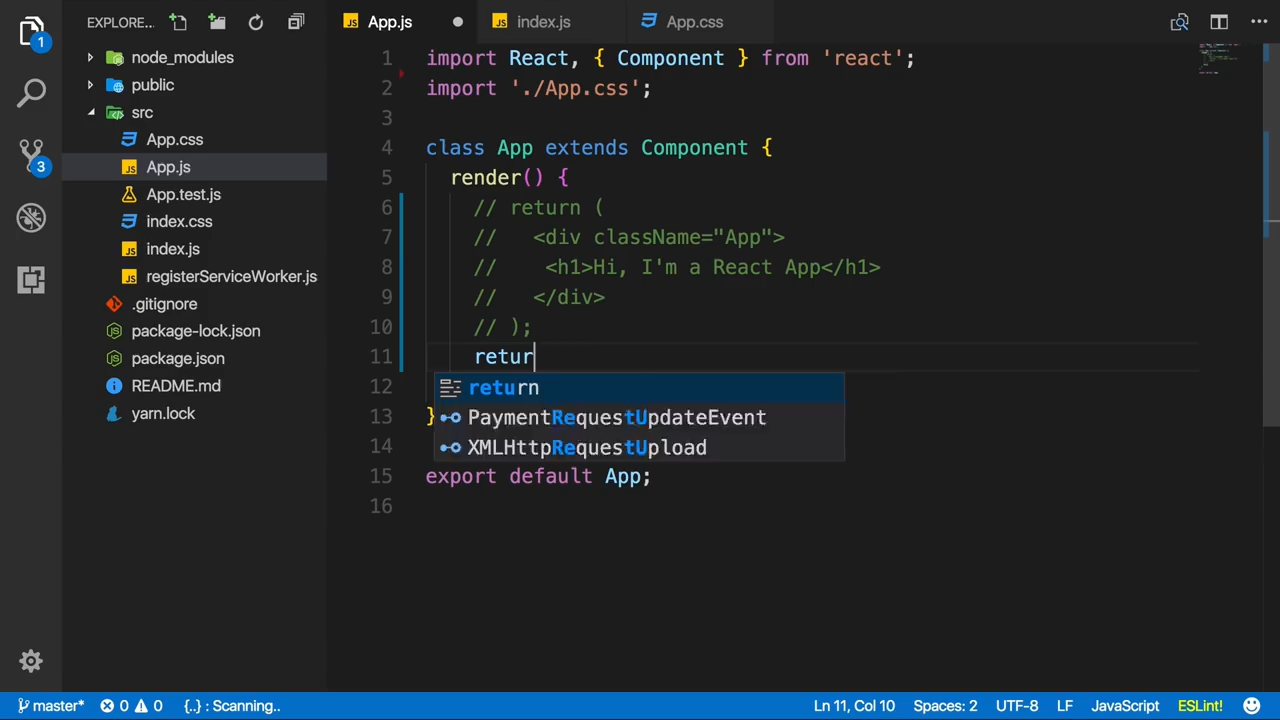 EXPLORE...
App.js
index.js
App.css
1
node_modules
public
src
App.css
App.js
App.test.js
index.css
index.js
registerServiceWorker.js
.gitignore
package-lock.json
package.json
README.md
yarn.lock
3
1 import React, { Component } from 'react';
2 import './App.css';
3
4 class App extends Component {
5 render() {
6 // return (
7 //   <div className="App">
8 //    <h1>Hi, I'm a React App</h1>
9 //   </div>
10 // );
11 retur
12 return
PaymentRequestUpdateEvent
13 }
14 XMLHttpRequestUpload
15 export default App;
16
master* 0 0 {..} : Scanning.. Ln 11, Col 10 Spaces: 2 UTF-8 LF JavaScript ESLint!